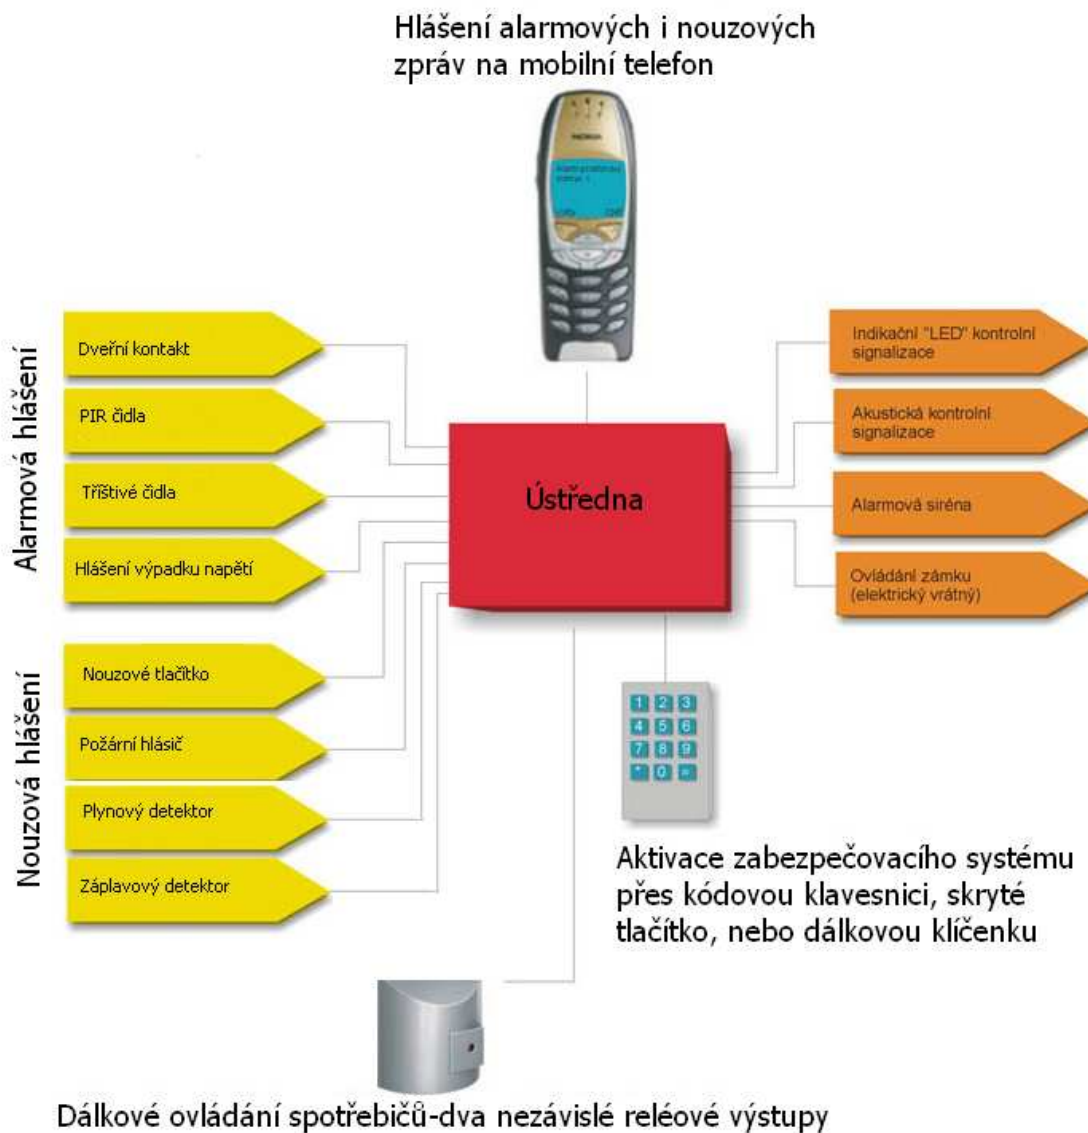 Hlášení alarmových i nouzových
zpráv na mobilní telefon
NOKIA
Alarmová hlášení
Dveřní kontakt
PIR čidla
Tříštivé čidla
Hlášení výpadku napětí
Nouzová hlášení
Nouzové tlačítko
Požární hlásič
Plynový detektor
Záplavový detektor
Ústředna
Indikační "LED" kontrolní
signalizace
Akustická kontrolní
signalizace
Alarmová siréna
Ovládání zámku
(elektrický vrátný)
1 2 3
4 5 6
7 8 9
* 0 =
Aktivace zabezpečovacího systému
přes kódovou klavesnici, skryté
tlačítko, nebo dálkovou klíčenku
Dálkové ovládání spotřebičů-dva nezávislé reléové výstupy